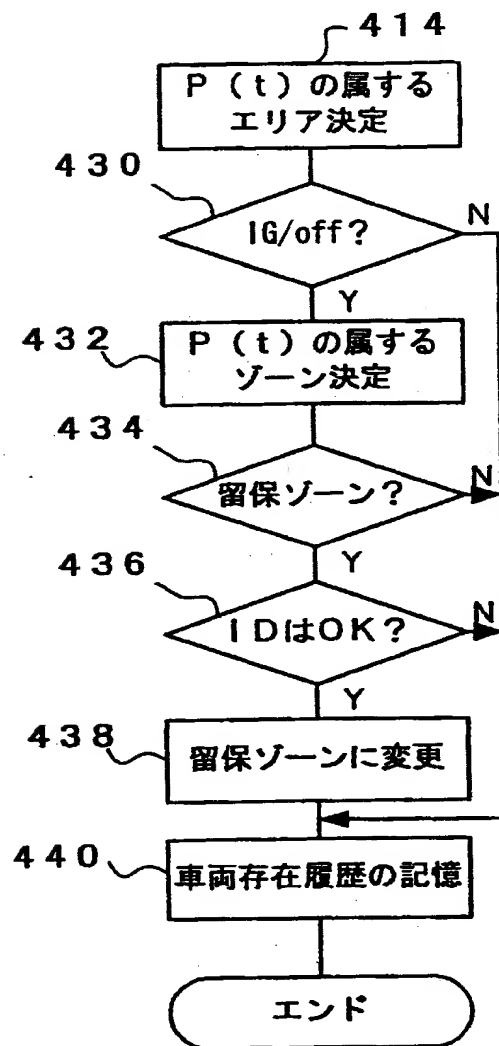 414
P(t)の属する
エリア決定
430
IG/off?
N
Y
432
P(t)の属する
ゾーン決定
434
留保ゾーン?
N
Y
436
IDはOK?
N
Y
438
留保ゾーンに変更
440
車両存在履歴の記憶
エンド